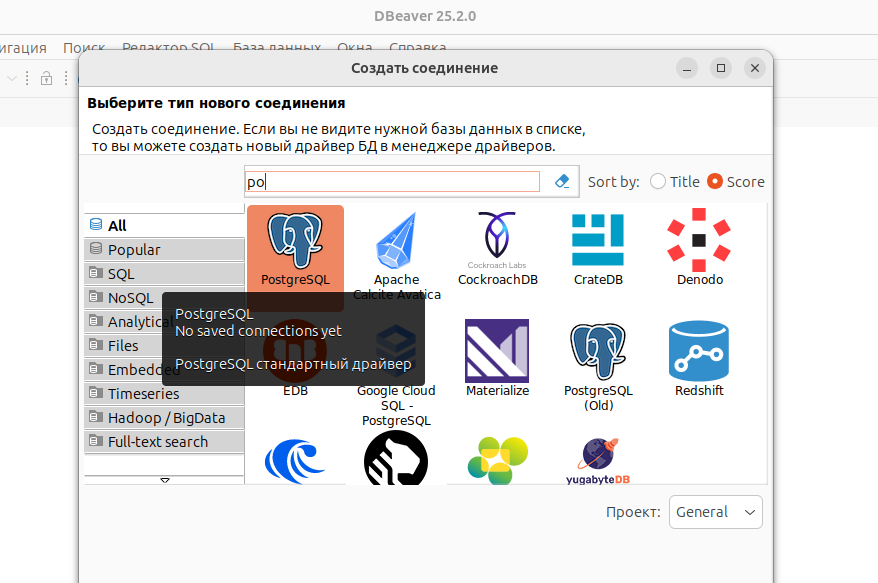 DBeaver 25.2.0
игация Поиск Редактор SQL База данных Окна Справка
Создать соединение
Выберите тип нового соединения
Создать соединение. Если вы не видите нужной базы данных в списке,
то вы можете создать новый драйвер БД в менеджере драйверов.
po
Sort by: Title Score
All
Popular
SQL
NoSQL
Analytical
Files
Embedded
Timeseries
Hadoop / BigData
Full-text search
PostgreSQL
Apache
Calcite Avatica
Cockroach Labs
CockroachDB
CrateDB
Denodo
PostgreSQL
No saved connections yet
PostgreSQL стандартный драйвер
EDB
Google Cloud
SQL -
PostgreSQL
Materialize
PostgreSQL
(Old)
Redshift
yugabyteDB
Проект: General